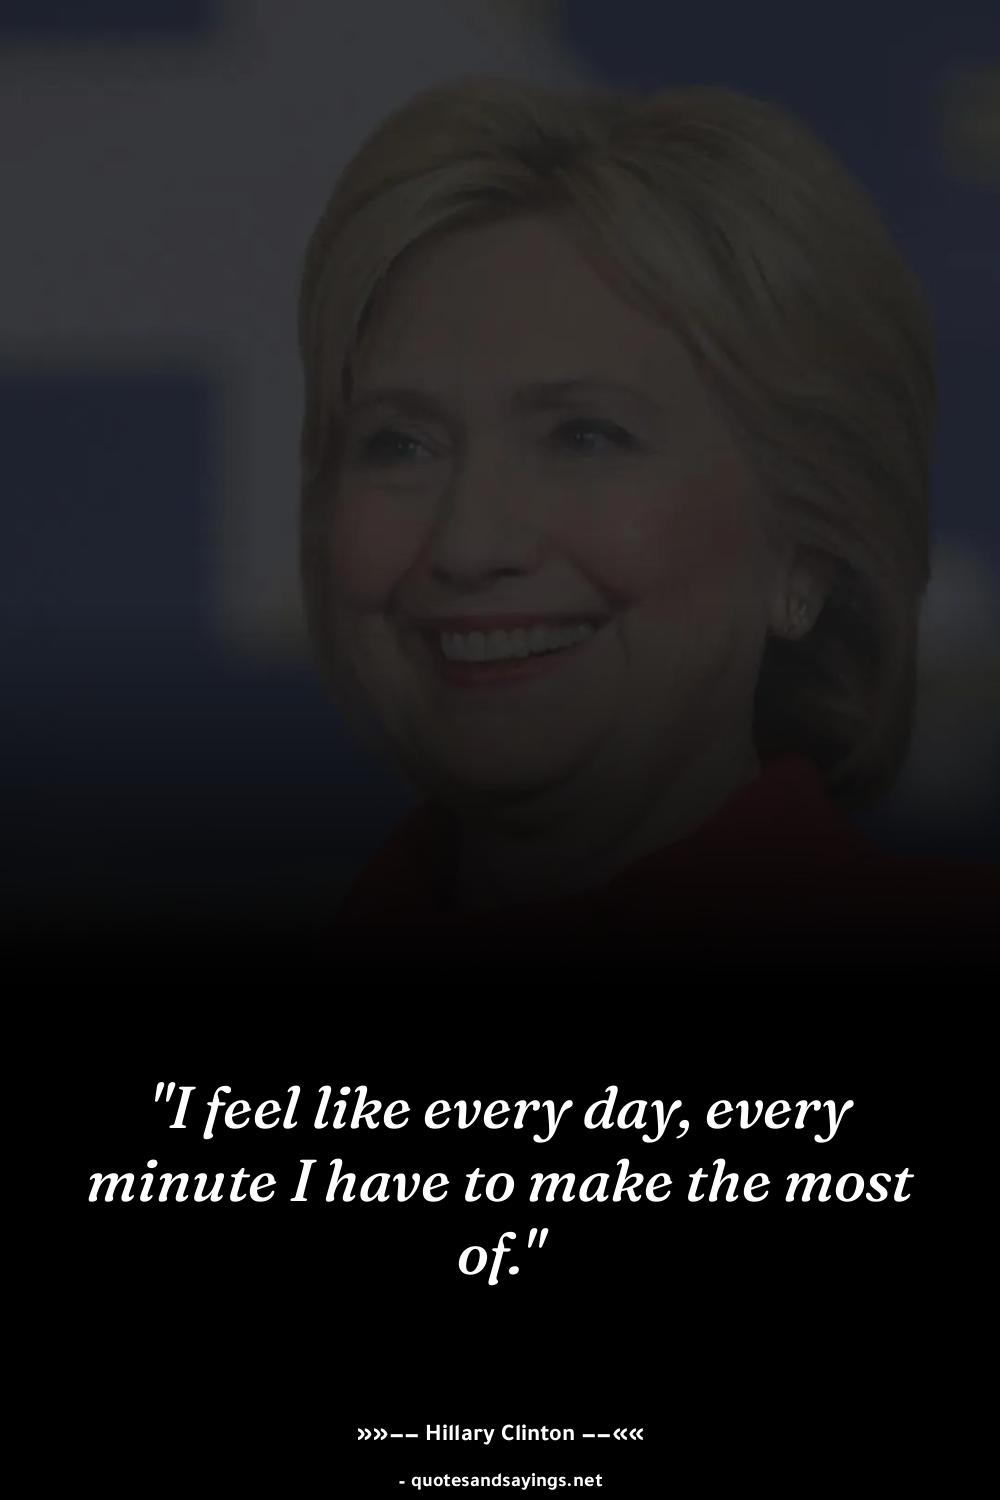 "I feel like every day, every
minute I have to make the most
of."
»»−− Hillary Clinton −−««
- quotesandsayings.net